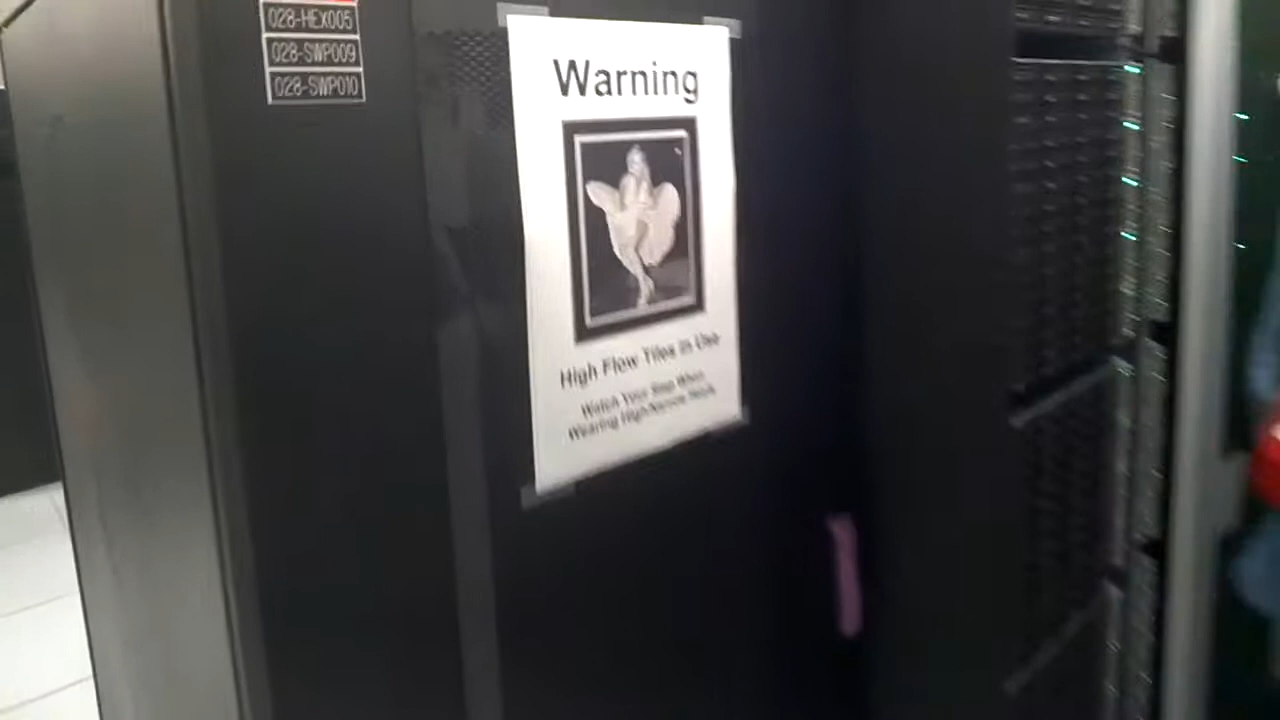 028-HEX005
028-SWP009
028-SWP010
Warning
High Flow Tiles in Use
Watch Your Step When
Wearing High/Narrow Heels